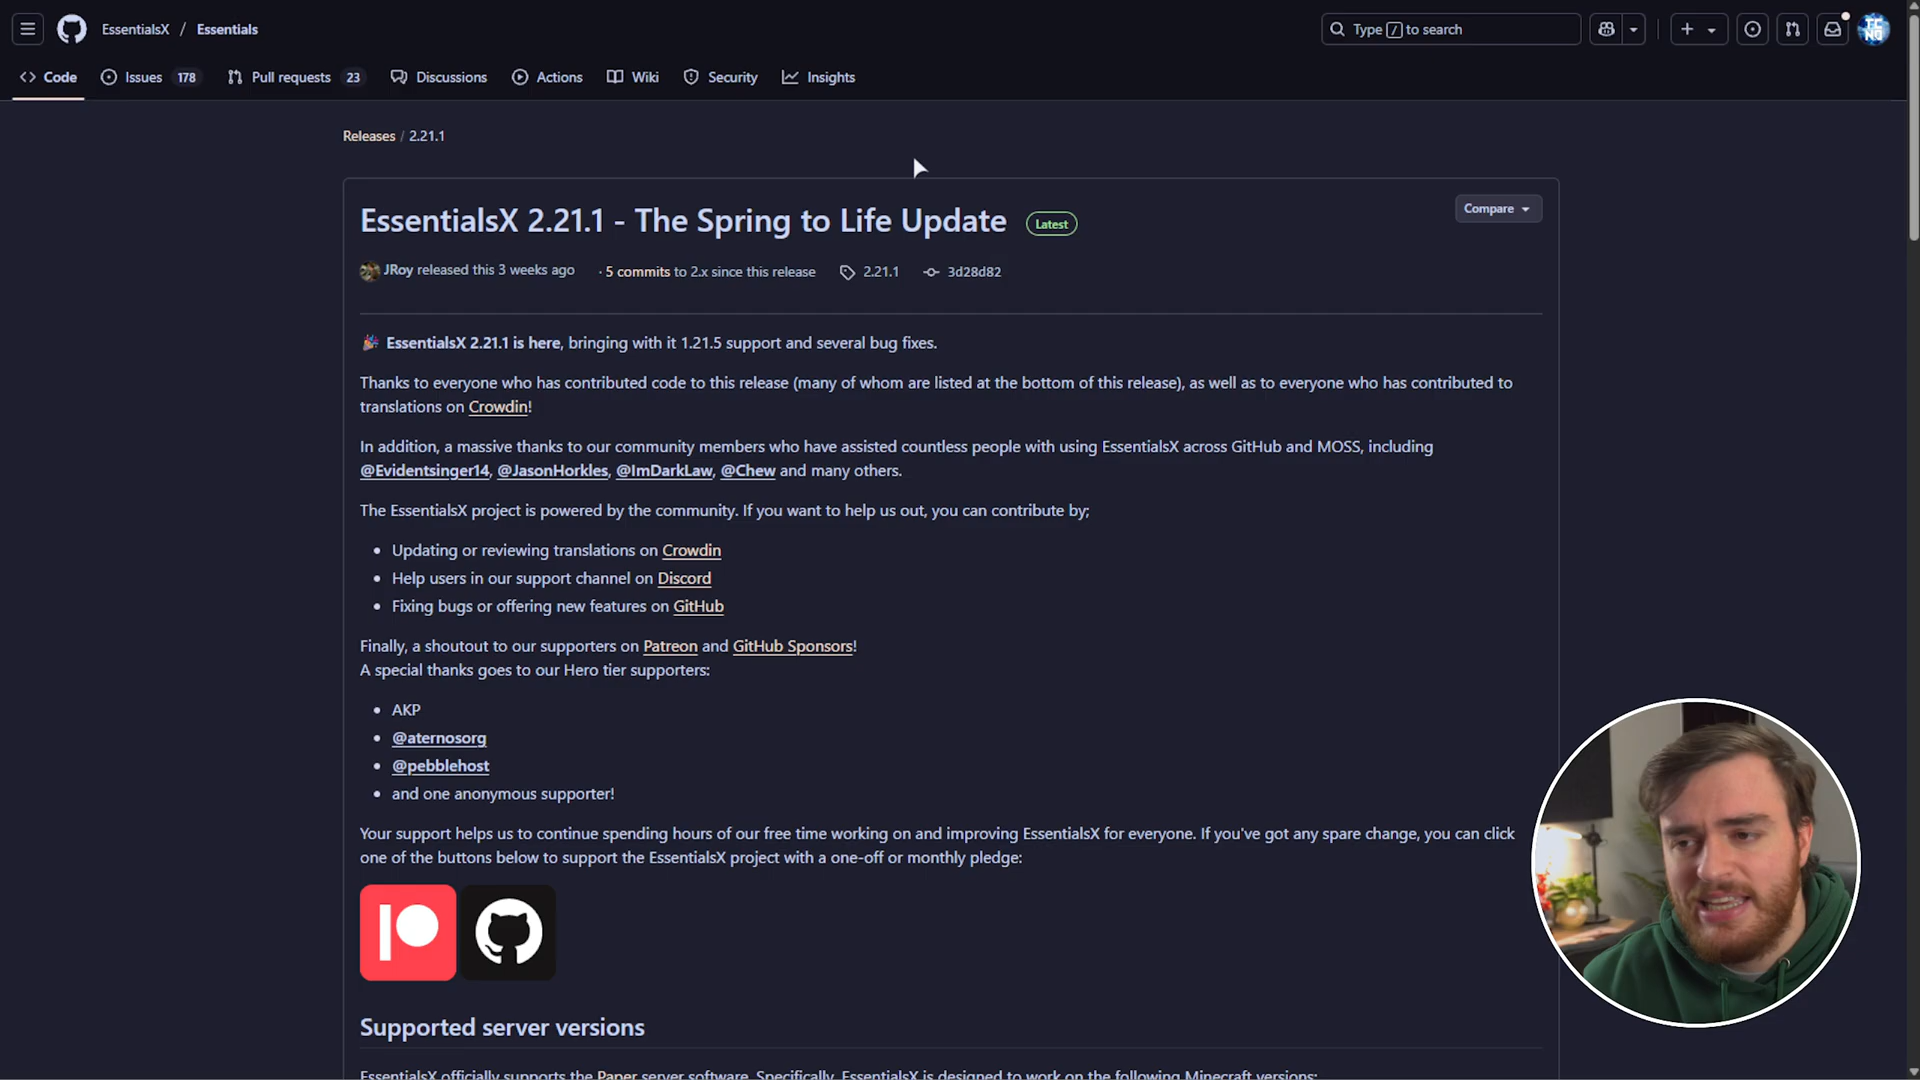 EssentialsX / Essentials
Type / to search
Code
Issues 178
Pull requests 23
Discussions
Actions
Wiki
Security
Insights
Releases / 2.21.1
EssentialsX 2.21.1 - The Spring to Life Update Latest
Compare
JRoy released this 3 weeks ago · 5 commits to 2.x since this release 2.21.1 3d28d82
EssentialsX 2.21.1 is here, bringing with it 1.21.5 support and several bug fixes.
Thanks to everyone who has contributed code to this release (many of whom are listed at the bottom of this release), as well as to everyone who has contributed to
translations on Crowdin!
In addition, a massive thanks to our community members who have assisted countless people with using EssentialsX across GitHub and MOSS, including
@Evidentsinger14, @JasonHorkles, @ImDarkLaw, @Chew and many others.
The EssentialsX project is powered by the community. If you want to help us out, you can contribute by;
Updating or reviewing translations on Crowdin
Help users in our support channel on Discord
Fixing bugs or offering new features on GitHub
Finally, a shoutout to our supporters on Patreon and GitHub Sponsors!
A special thanks goes to our Hero tier supporters:
AKP
@aternosorg
@pebblehost
and one anonymous supporter!
Your support helps us to continue spending hours of our free time working on and improving EssentialsX for everyone. If you've got any spare change, you can click
one of the buttons below to support the EssentialsX project with a one-off or monthly pledge:
Supported server versions
EssentialsX officially supports the Paper server software. Specifically, EssentialsX is designed to work on the following Minecraft versions: